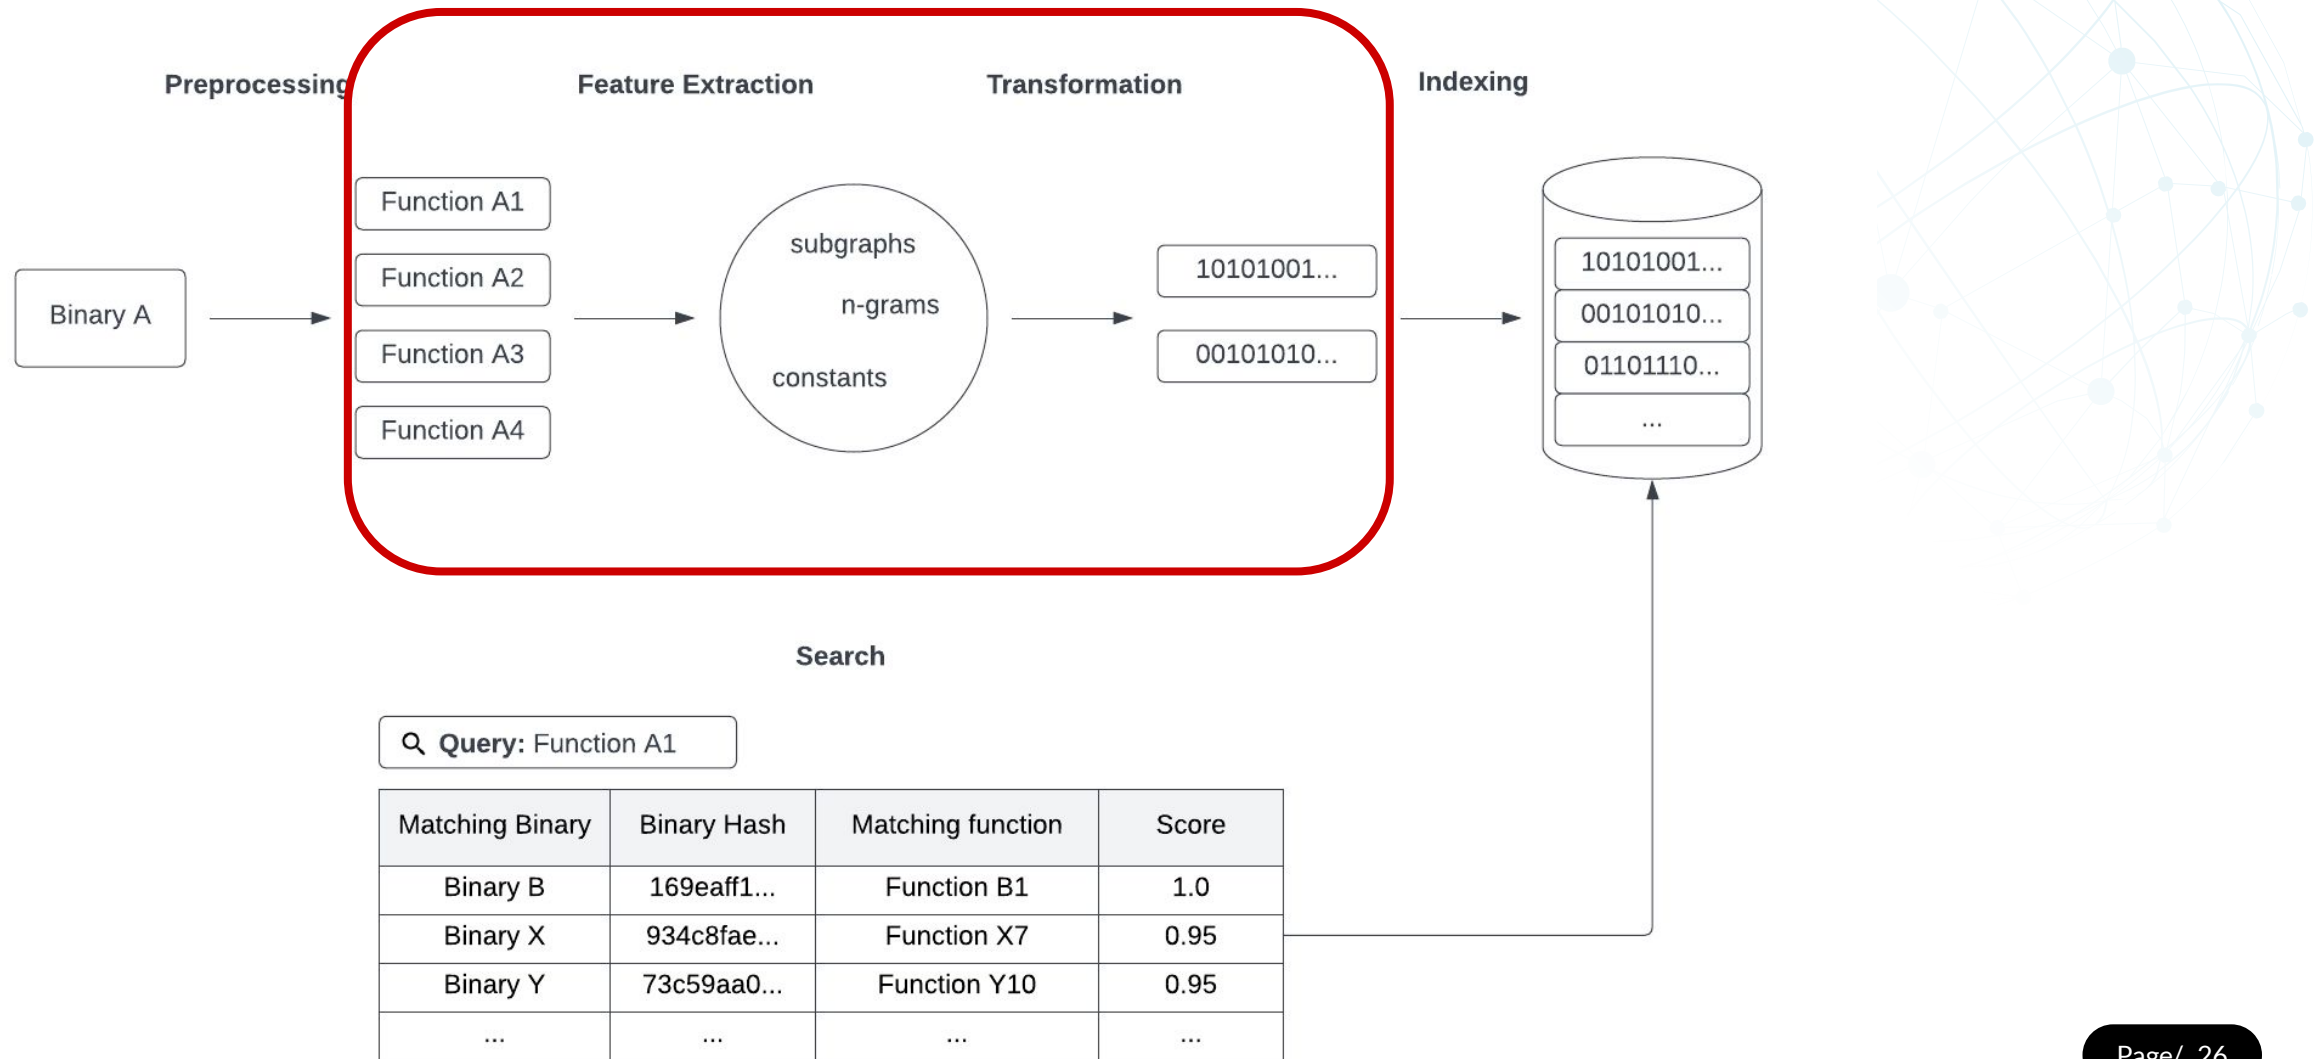 Preprocessing
Feature Extraction
Transformation
Indexing
Binary A
Function A1
Function A2
Function A3
Function A4
subgraphs
n-grams
constants
10101001...
00101010...
10101001...
00101010...
01101110...
...
Search
Query: Function A1
Matching Binary Binary Hash Matching function Score
Binary B 169eaff1... Function B1 1.0
Binary X 934c8fae... Function X7 0.95
Binary Y 73c59aa0... Function Y10 0.95
... ... ... ...
Page/ 26